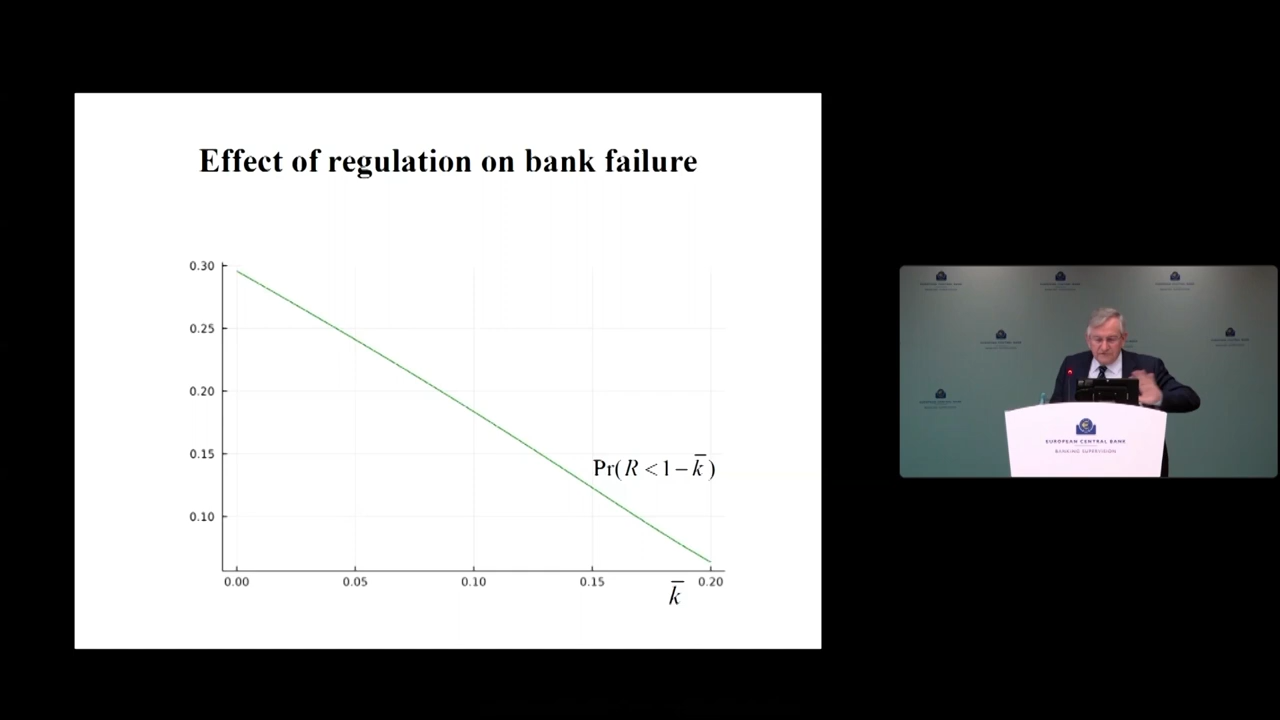 Effect of regulation on bank failure
0.30
0.25
0.20
0.15
0.10
Pr(R < 1 − k̅)
0.00 0.05 0.10 0.15 0.20
k̅
EUROPEAN CENTRAL BANK
BANKING SUPERVISION